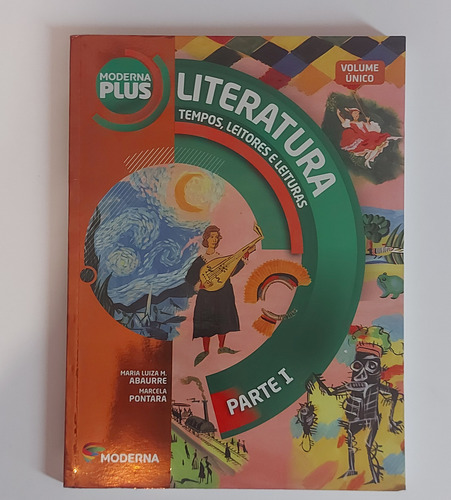 MODERNA
PLUS
LITERATURA
TEMPOS, LEITORES E LEITURAS
VOLUME
ÚNICO
PARTE I
MARIA LUIZA M.
ABAURRE
MARCELA
PONTARA
MODERNA